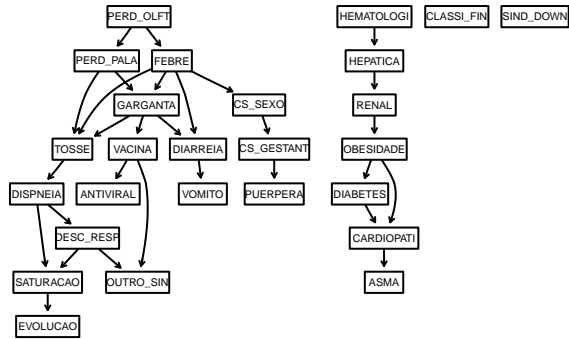 PERD_OLFT
HEMATOLOGI
CLASSI_FIN
SIND_DOWN
PERD_PALA
FEBRE
HEPATICA
GARGANTA
CS_SEXO
RENAL
TOSSE
VACINA
DIARREIA
CS_GESTANT
OBESIDADE
DISPNEIA
ANTIVIRAL
VOMITO
PUERPERA
DIABETES
DESC_RESP
CARDIOPATI
SATURACAO
OUTRO_SIN
ASMA
EVOLUCAO